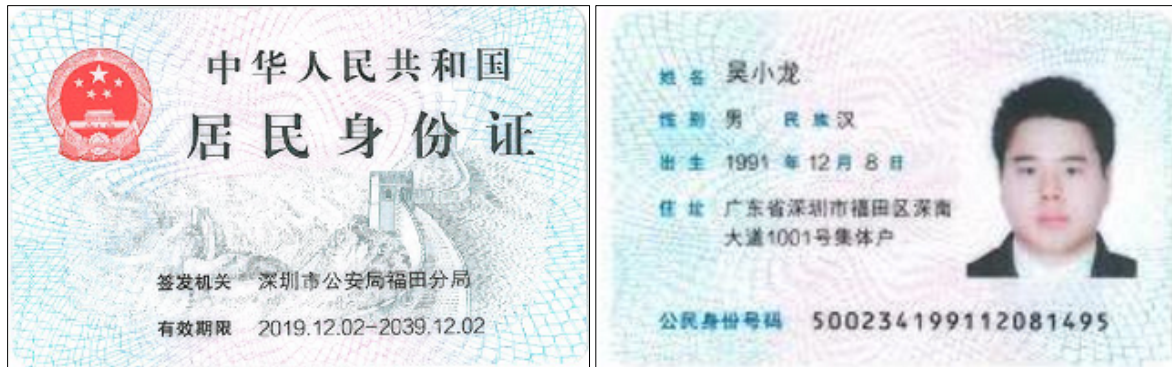 中华人民共和国
居民身份证
签发机关 深圳市公安局福田分局
有效期限 2019.12.02-2039.12.02
姓名 吴小龙
性别 男 民族 汉
出生 1991 年 12 月 8 日
住址 广东省深圳市福田区深南
大道1001号集体户
公民身份号码 500234199112081495